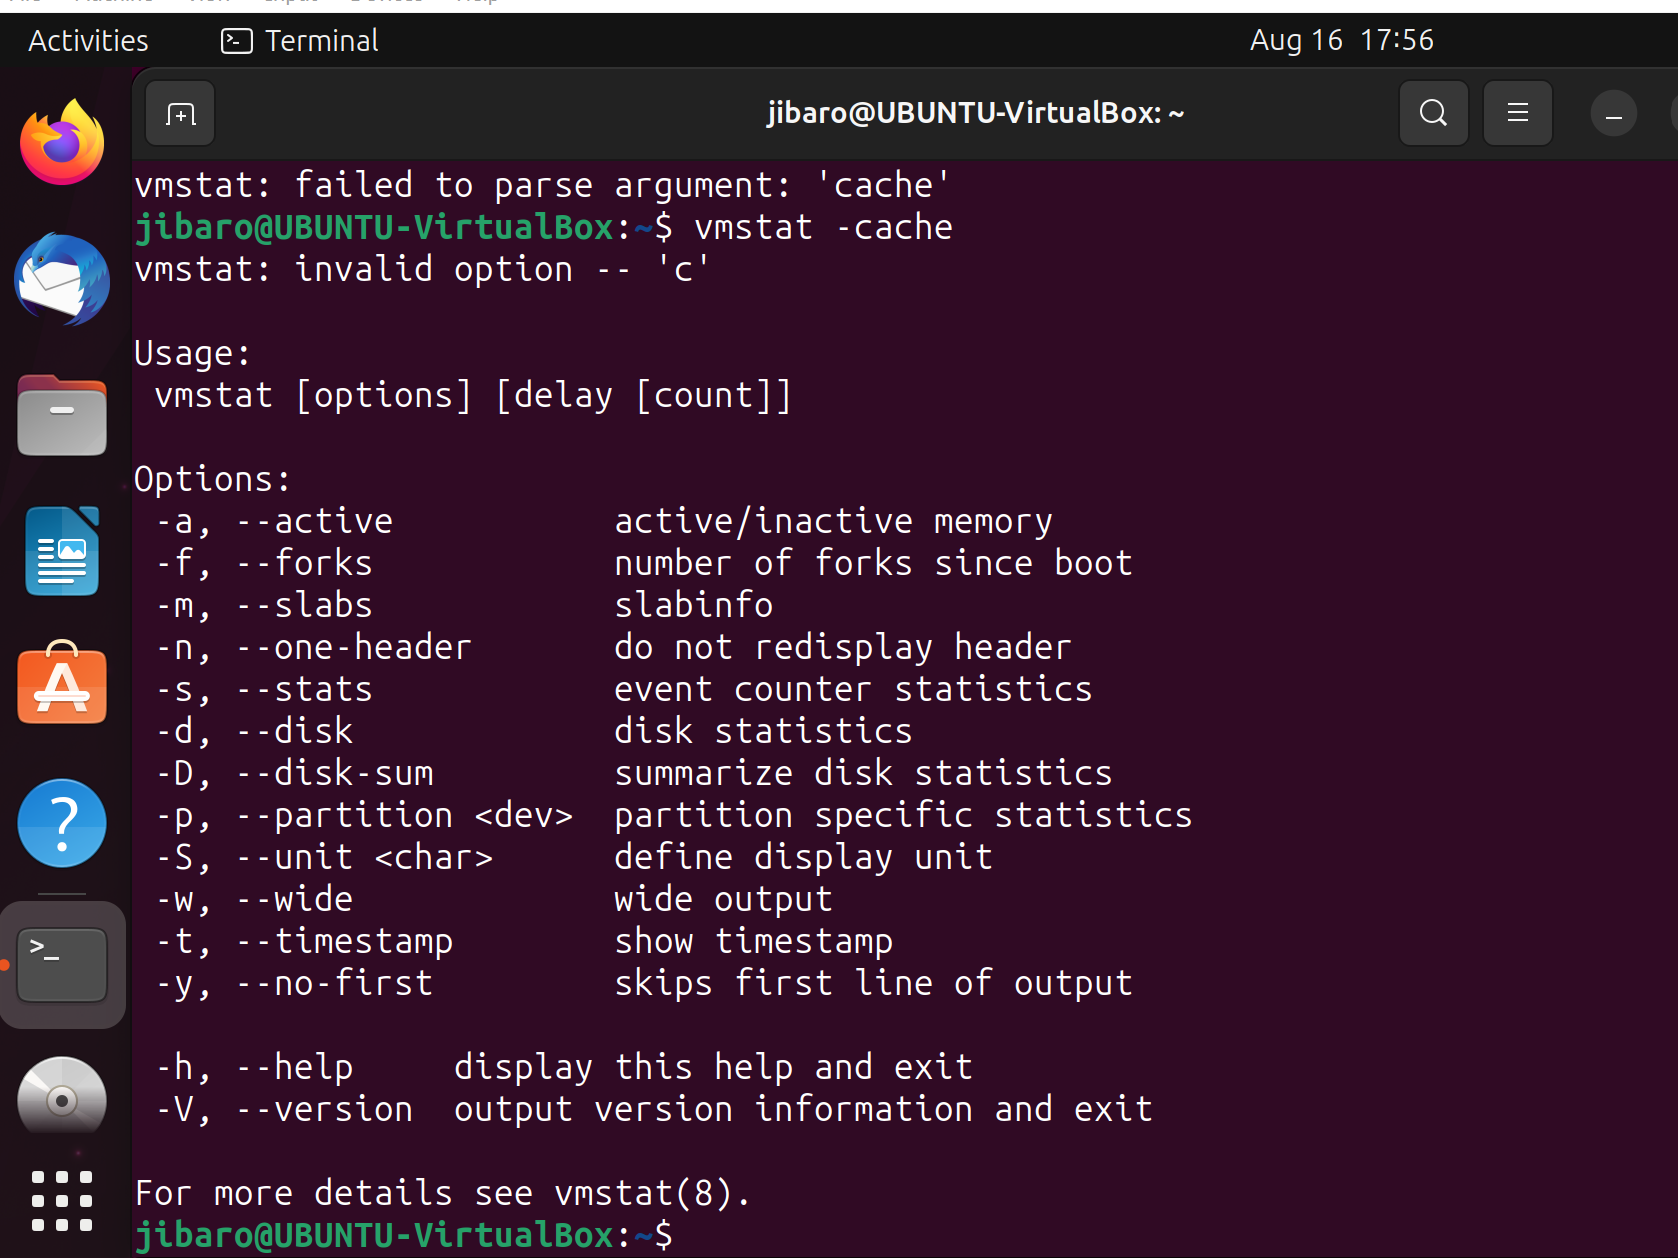 Activities Terminal Aug 16 17:56
jibaro@UBUNTU-VirtualBox: ~
vmstat: failed to parse argument: 'cache'
jibaro@UBUNTU-VirtualBox:~$ vmstat -cache
vmstat: invalid option -- 'c'
Usage:
vmstat [options] [delay [count]]
Options:
-a, --active active/inactive memory
-f, --forks number of forks since boot
-m, --slabs slabinfo
-n, --one-header do not redisplay header
-s, --stats event counter statistics
-d, --disk disk statistics
-D, --disk-sum summarize disk statistics
-p, --partition <dev> partition specific statistics
-S, --unit <char> define display unit
-w, --wide wide output
-t, --timestamp show timestamp
-y, --no-first skips first line of output
-h, --help display this help and exit
-V, --version output version information and exit
For more details see vmstat(8).
jibaro@UBUNTU-VirtualBox:~$